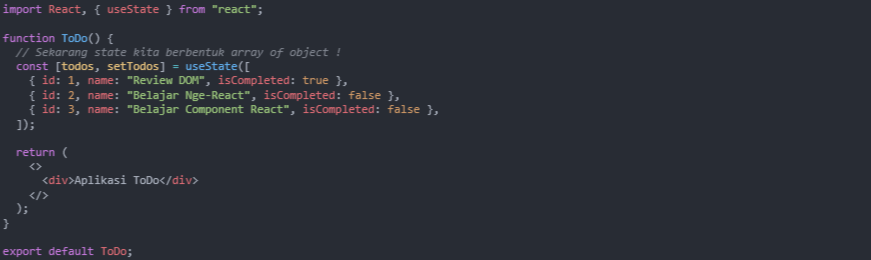 import React, { useState } from "react";

function ToDo() {
  // Sekarang state kita berbentuk array of object !
  const [todos, setTodos] = useState([
    { id: 1, name: "Review DOM", isCompleted: true },
    { id: 2, name: "Belajar Nge-React", isCompleted: false },
    { id: 3, name: "Belajar Component React", isCompleted: false },
  ]);

  return (
    <>
      <div>Aplikasi ToDo</div>
    </>
  );
}

export default ToDo;